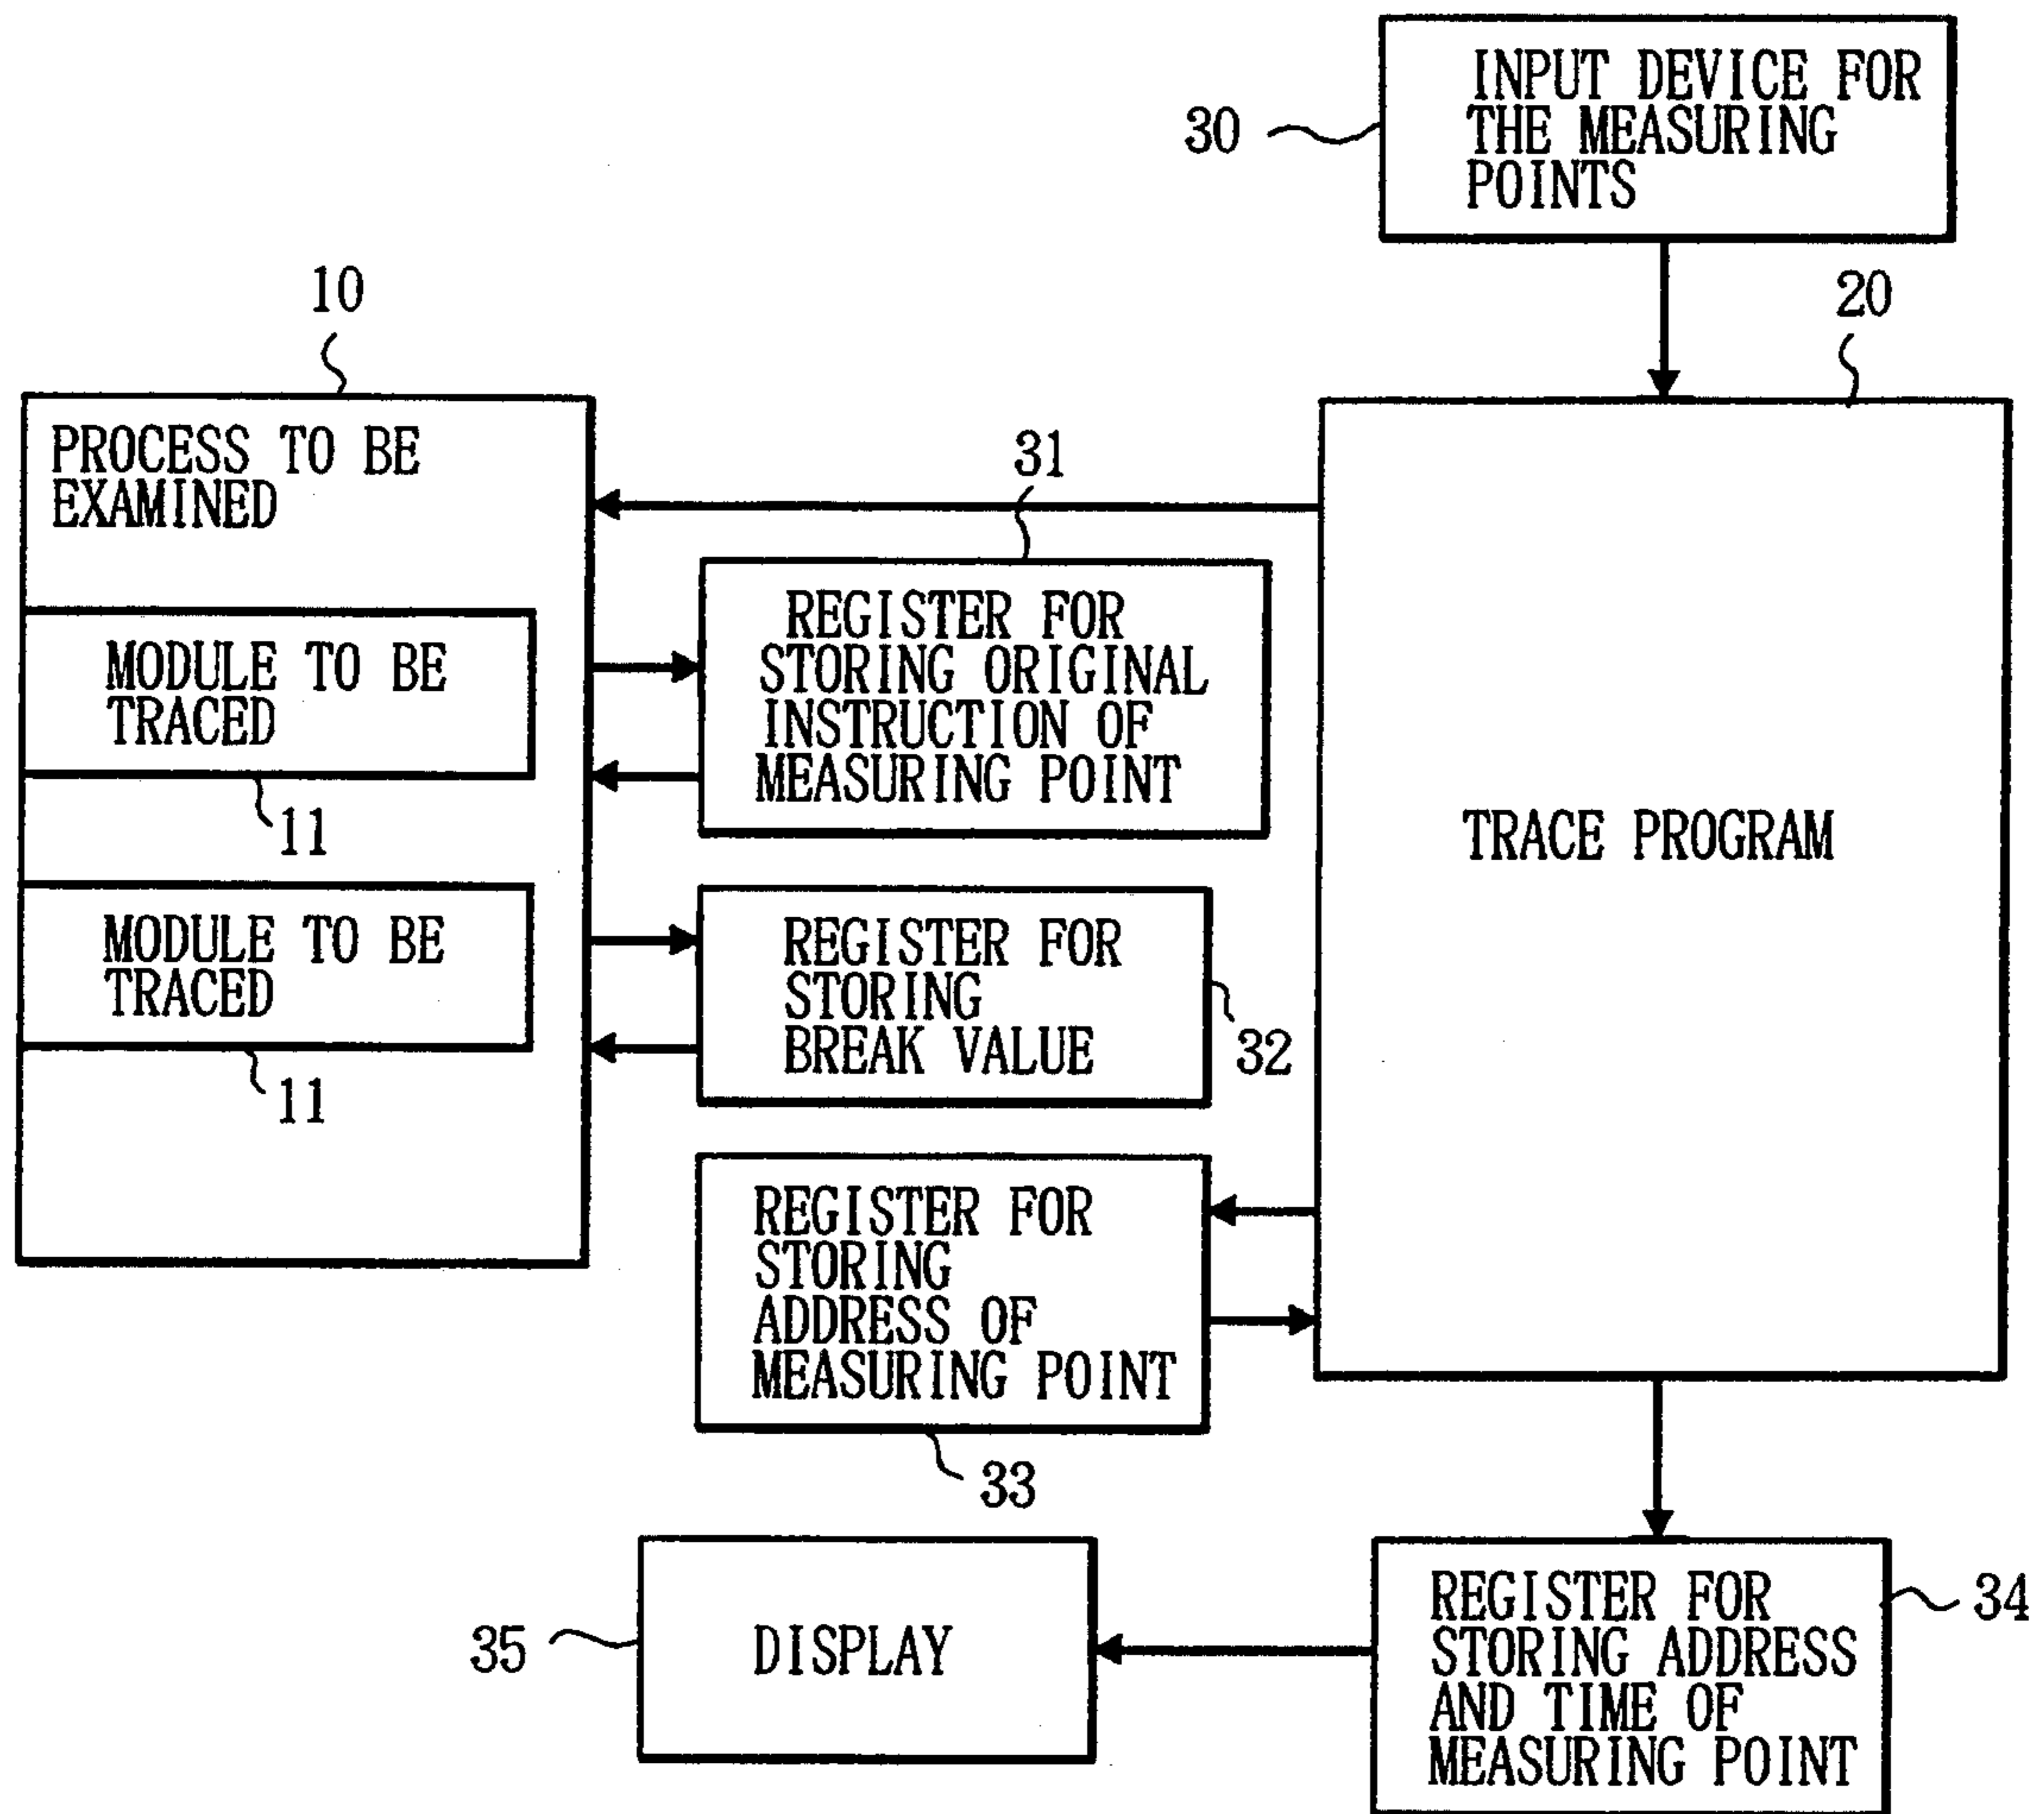 INPUT DEVICE FOR
THE MEASURING
POINTS
30
10
20
PROCESS TO BE
EXAMINED
31
REGISTER FOR
STORING ORIGINAL
INSTRUCTION OF
MEASURING POINT
MODULE TO BE
TRACED
11
TRACE PROGRAM
MODULE TO BE
TRACED
11
REGISTER FOR
STORING
BREAK VALUE
32
REGISTER FOR
STORING
ADDRESS OF
MEASURING POINT
33
REGISTER FOR
STORING ADDRESS
AND TIME OF
MEASURING POINT
34
35
DISPLAY